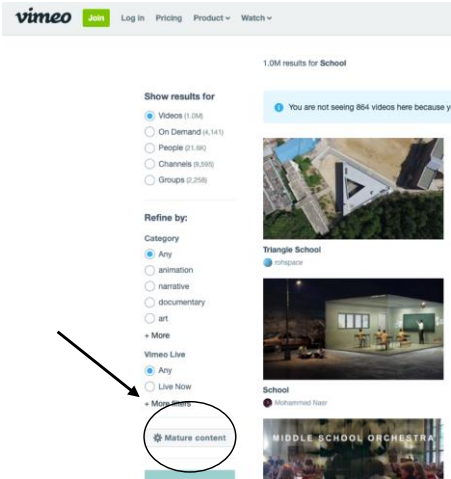 vimeo Join Log in Pricing Product Watch
1.0M results for School
Show results for
Videos (1.0M)
On Demand (4,141)
People (21.6K)
Channels (8,595)
Groups (2,258)
You are not seeing 864 videos here because y
Refine by:
Category
Any
animation
narrative
documentary
art
+ More
Vimeo Live
Any
Live Now
+ More filters
Mature content
Triangle School
rohspace
School
Mohammed Nasr
MIDDLE SCHOOL ORCHESTRA